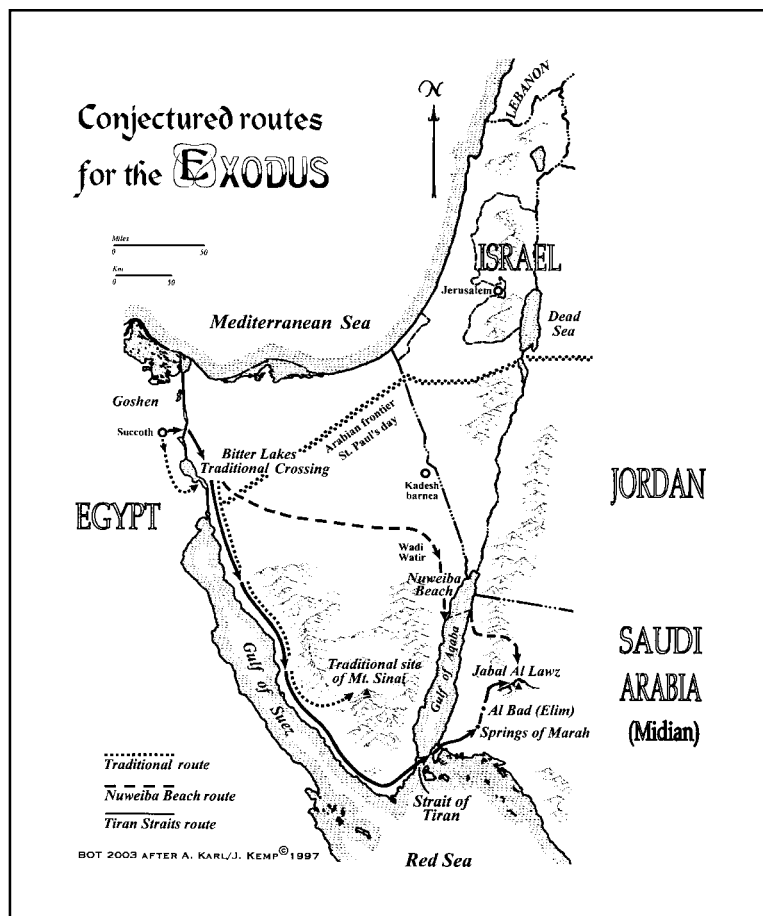 Conjectured routes
for the EXODUS
N
LEBANON
Miles
0 50
Km
0 50
ISRAEL
Jerusalem
Dead
Sea
Mediterranean Sea
Goshen
Succoth
Bitter Lakes
Traditional Crossing
Arabian frontier
St. Paul's day
Kadesh
barnea
JORDAN
EGYPT
Wadi
Watir
Nuweiba
Beach
Gulf of Aqaba
Gulf of Suez
Traditional site
of Mt. Sinai
Jabal Al Lawz
SAUDI
ARABIA
(Midian)
Al Bad (Elim)
Springs of Marah
Strait of
Tiran
Red Sea
Traditional route
Nuweiba Beach route
Tiran Straits route
BOT 2003 AFTER A. KARL/J. KEMP © 1997